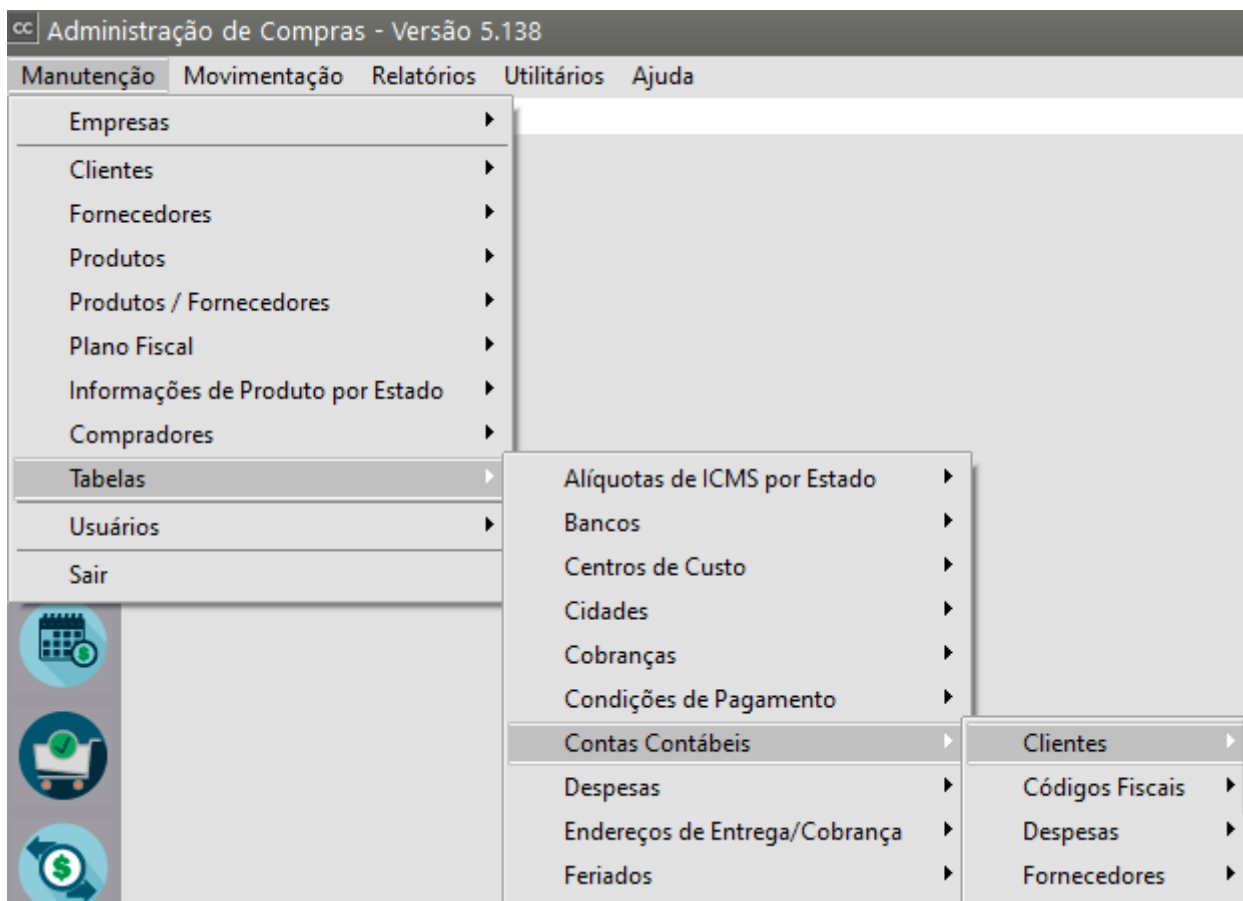 cc Administração de Compras - Versão 5.138
Manutenção Movimentação Relatórios Utilitários Ajuda
Empresas
Clientes
Fornecedores
Produtos
Produtos / Fornecedores
Plano Fiscal
Informações de Produto por Estado
Compradores
Tabelas
Usuários
Sair
Alíquotas de ICMS por Estado
Bancos
Centros de Custo
Cidades
Cobranças
Condições de Pagamento
Contas Contábeis
Despesas
Endereços de Entrega/Cobrança
Feriados
Clientes
Códigos Fiscais
Despesas
Fornecedores
$
$